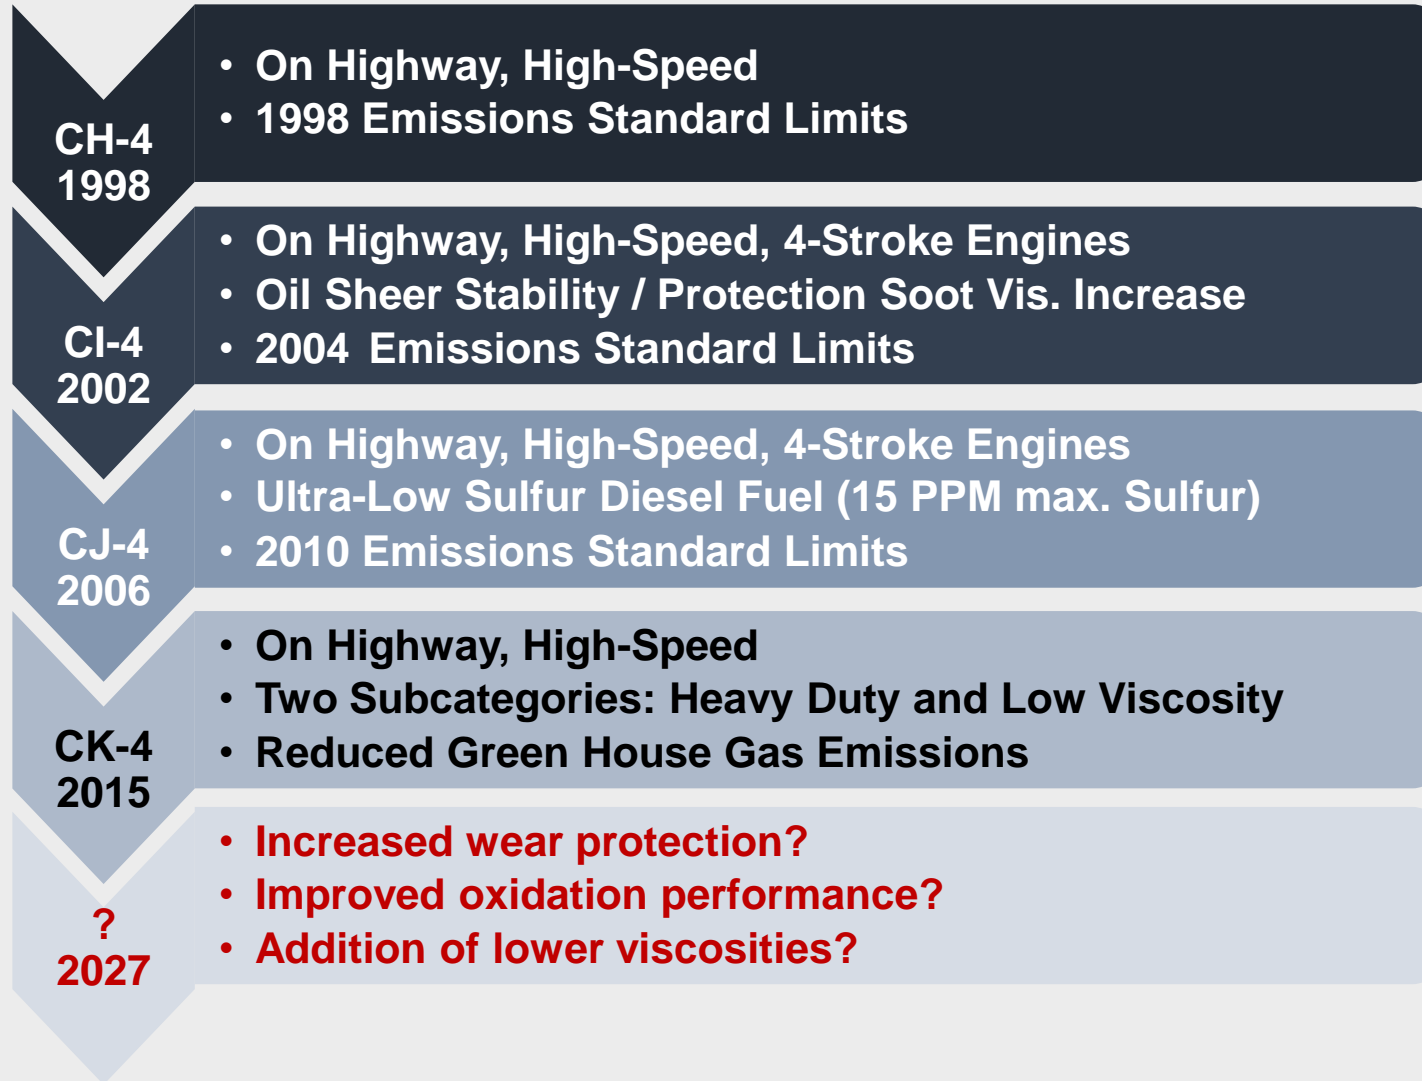 CH-4
1998
• On Highway, High-Speed
• 1998 Emissions Standard Limits
CI-4
2002
• On Highway, High-Speed, 4-Stroke Engines
• Oil Sheer Stability / Protection Soot Vis. Increase
• 2004 Emissions Standard Limits
CJ-4
2006
• On Highway, High-Speed, 4-Stroke Engines
• Ultra-Low Sulfur Diesel Fuel (15 PPM max. Sulfur)
• 2010 Emissions Standard Limits
CK-4
2015
• On Highway, High-Speed
• Two Subcategories: Heavy Duty and Low Viscosity
• Reduced Green House Gas Emissions
?
2027
• Increased wear protection?
• Improved oxidation performance?
• Addition of lower viscosities?